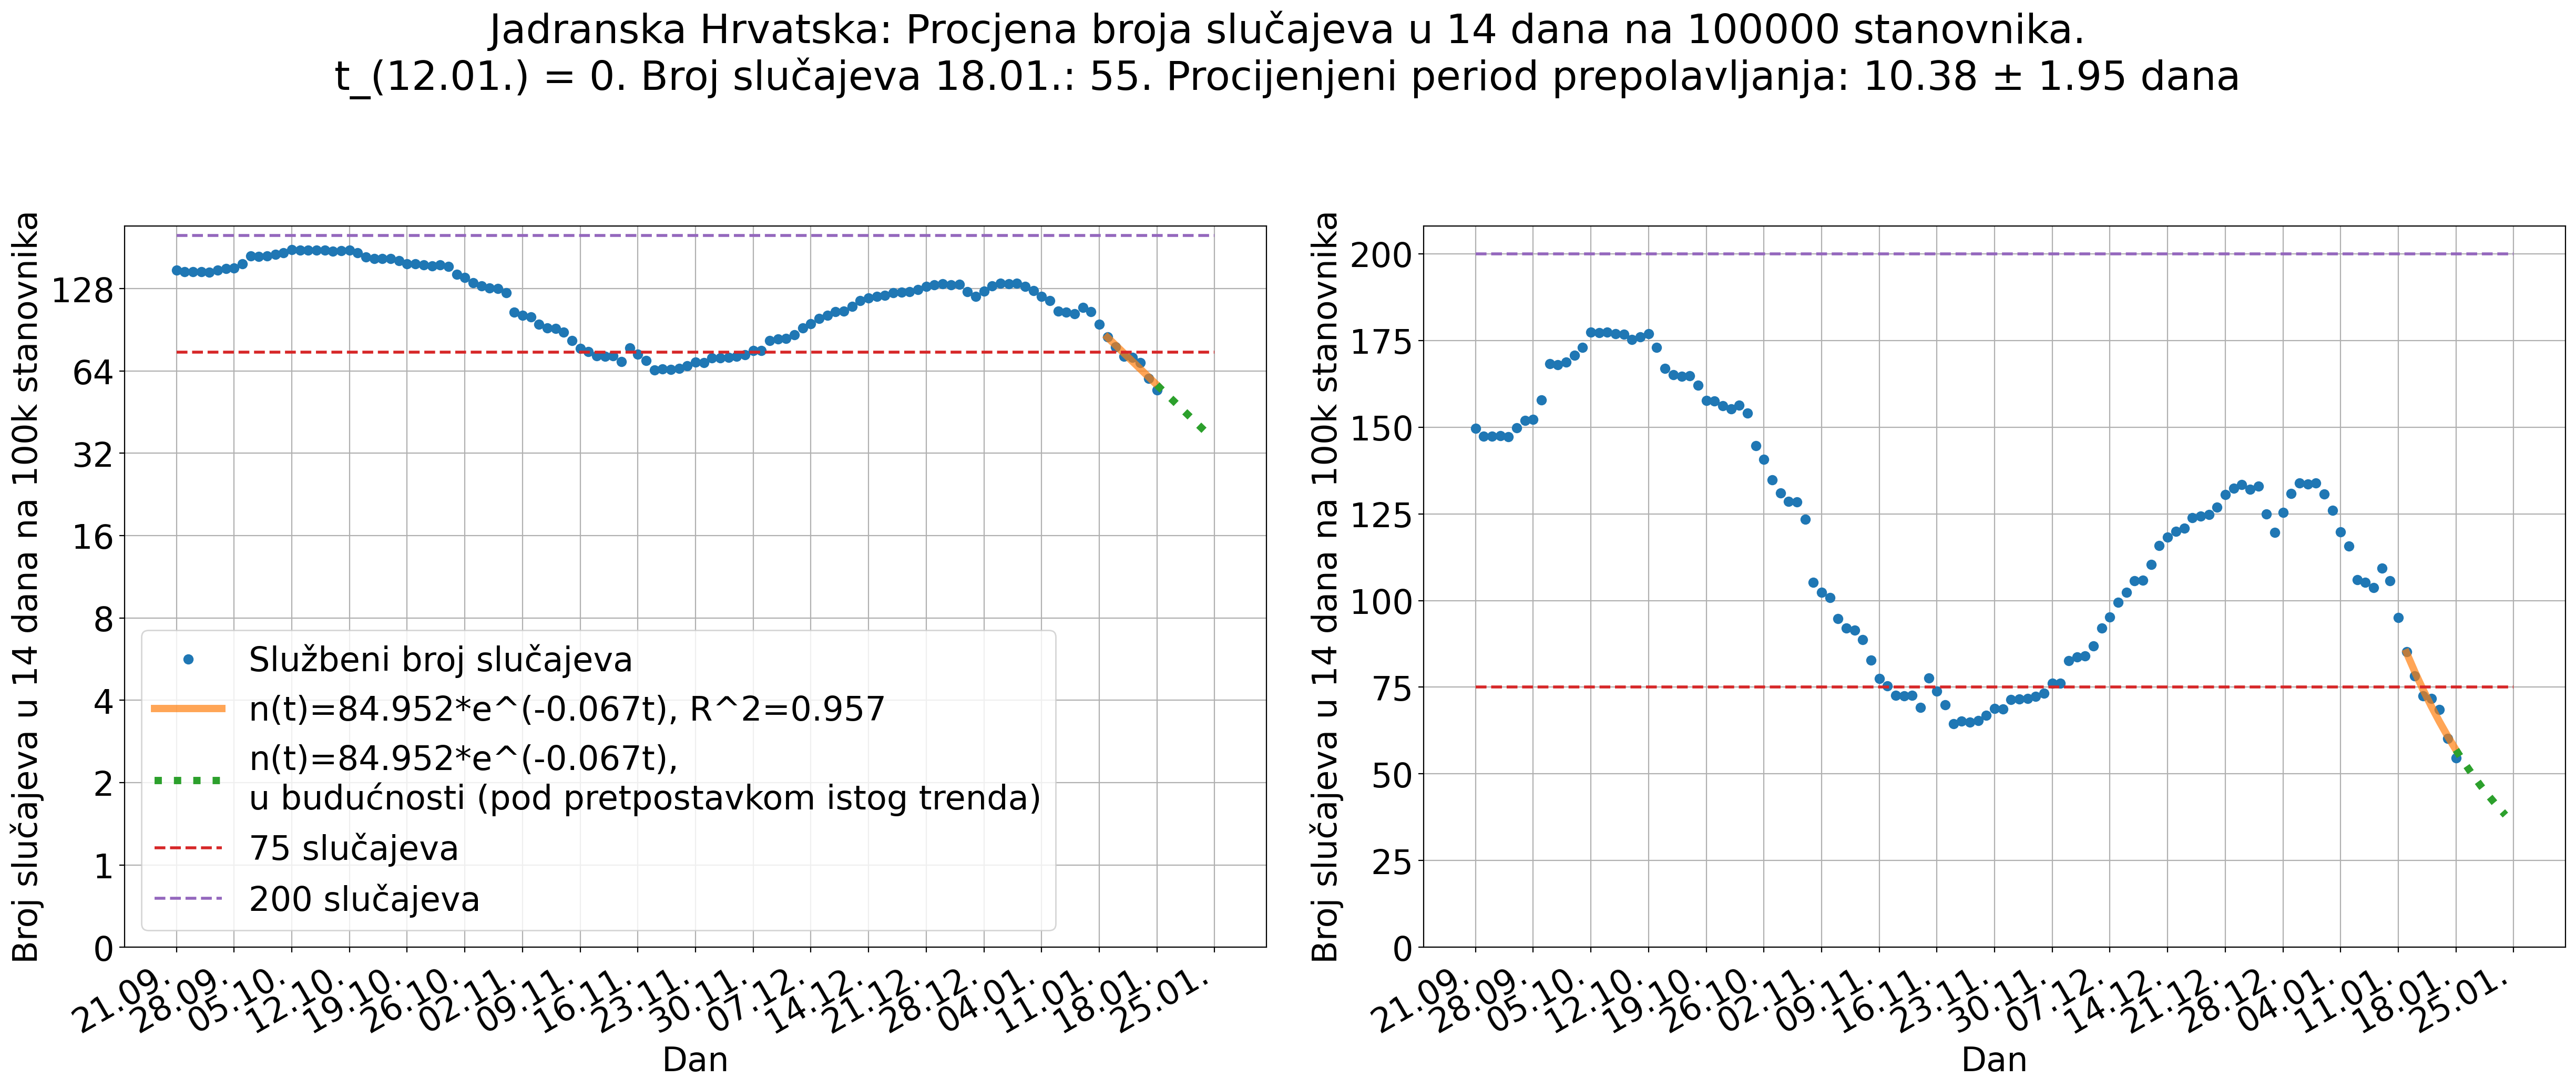 Jadranska Hrvatska: Procjena broja slučajeva u 14 dana na 100000 stanovnika.
t_(12.01.) = 0. Broj slučajeva 18.01.: 55. Procijenjeni period prepolavljanja: 10.38 ± 1.95 dana
Broj slučajeva u 14 dana na 100k stanovnika
128
64
32
16
8
4
2
1
0
Službeni broj slučajeva
n(t)=84.952*e^(-0.067t), R^2=0.957
n(t)=84.952*e^(-0.067t),
u budućnosti (pod pretpostavkom istog trenda)
75 slučajeva
200 slučajeva
21.09. 28.09. 05.10. 12.10. 19.10. 26.10. 02.11. 09.11. 16.11. 23.11. 30.11. 07.12. 14.12. 21.12. 28.12. 04.01. 11.01. 18.01. 25.01.
Dan
Broj slučajeva u 14 dana na 100k stanovnika
200
175
150
125
100
75
50
25
0
21.09. 28.09. 05.10. 12.10. 19.10. 26.10. 02.11. 09.11. 16.11. 23.11. 30.11. 07.12. 14.12. 21.12. 28.12. 04.01. 11.01. 18.01. 25.01.
Dan